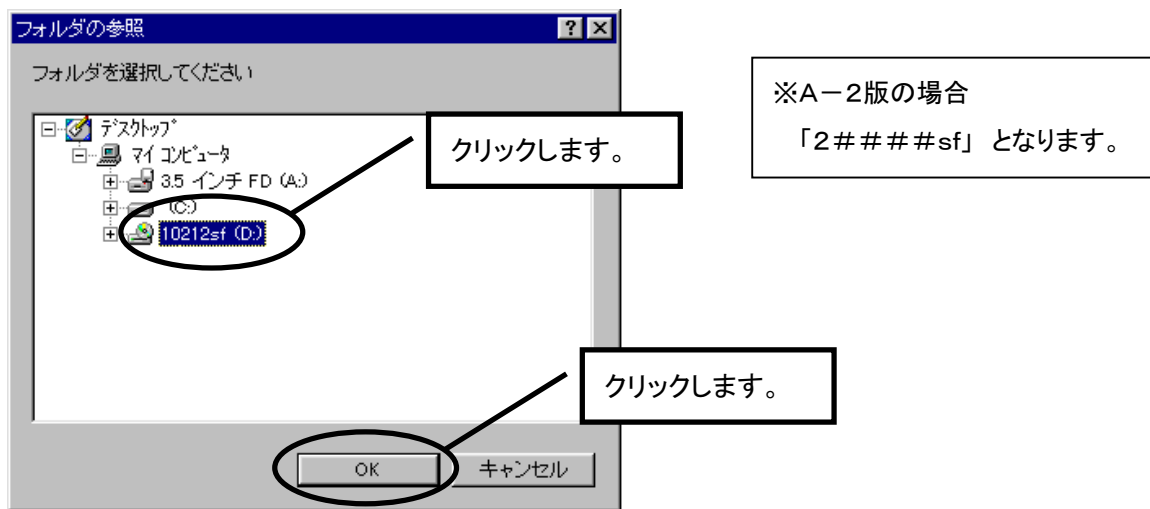 フォルダの参照
フォルダを選択してください
デスクトップ
マイ コンピュータ
3.5 インチ FD (A:)
(C:)
10212sf (D:)
クリックします。
※A－2版の場合
「2####sf」 となります。
クリックします。
OK
キャンセル